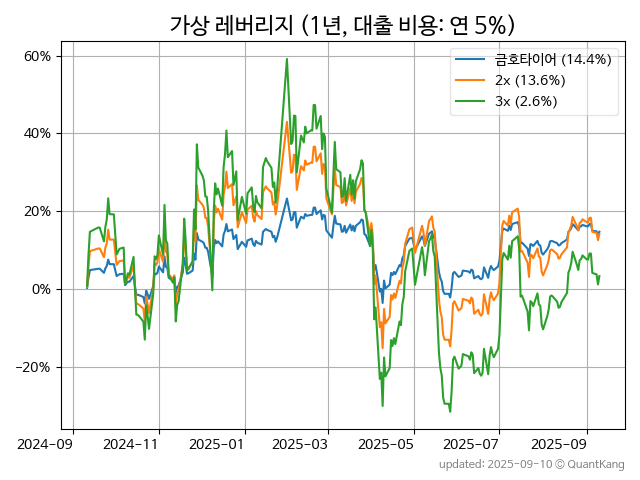 가상 레버리지 (1년, 대출 비용: 연 5%)
금호타이어 (14.4%)
2x (13.6%)
3x (2.6%)
60%
40%
20%
0%
−20%
2024-09 2024-11 2025-01 2025-03 2025-05 2025-07 2025-09
updated: 2025-09-10 © QuantKang